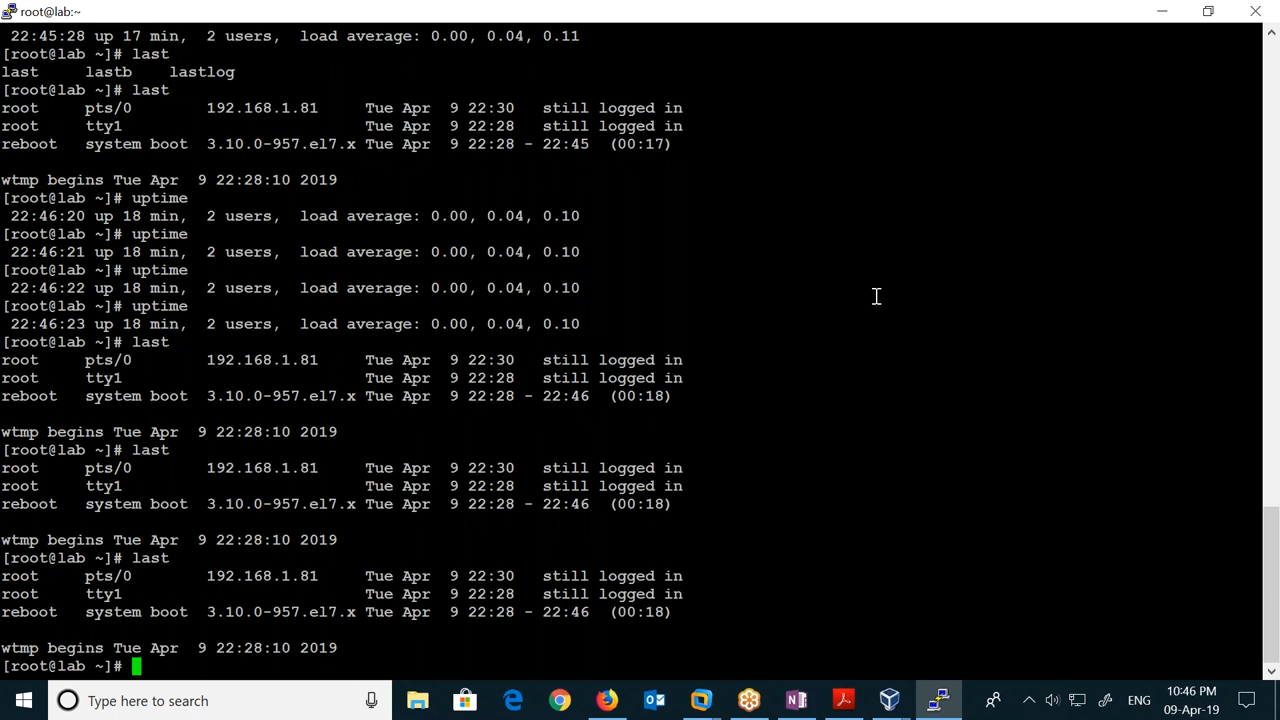 root@lab:~
 22:45:28 up 17 min,  2 users,  load average: 0.00, 0.04, 0.11
[root@lab ~]# last
last     lastb    lastlog
[root@lab ~]# last
root     pts/0        192.168.1.81     Tue Apr  9 22:30   still logged in
root     tty1                          Tue Apr  9 22:28   still logged in
reboot   system boot  3.10.0-957.el7.x Tue Apr  9 22:28 - 22:45  (00:17)

wtmp begins Tue Apr  9 22:28:10 2019
[root@lab ~]# uptime
 22:46:20 up 18 min,  2 users,  load average: 0.00, 0.04, 0.10
[root@lab ~]# uptime
 22:46:21 up 18 min,  2 users,  load average: 0.00, 0.04, 0.10
[root@lab ~]# uptime
 22:46:22 up 18 min,  2 users,  load average: 0.00, 0.04, 0.10
[root@lab ~]# uptime
 22:46:23 up 18 min,  2 users,  load average: 0.00, 0.04, 0.10
[root@lab ~]# last
root     pts/0        192.168.1.81     Tue Apr  9 22:30   still logged in
root     tty1                          Tue Apr  9 22:28   still logged in
reboot   system boot  3.10.0-957.el7.x Tue Apr  9 22:28 - 22:46  (00:18)

wtmp begins Tue Apr  9 22:28:10 2019
[root@lab ~]# last
root     pts/0        192.168.1.81     Tue Apr  9 22:30   still logged in
root     tty1                          Tue Apr  9 22:28   still logged in
reboot   system boot  3.10.0-957.el7.x Tue Apr  9 22:28 - 22:46  (00:18)

wtmp begins Tue Apr  9 22:28:10 2019
[root@lab ~]# last
root     pts/0        192.168.1.81     Tue Apr  9 22:30   still logged in
root     tty1                          Tue Apr  9 22:28   still logged in
reboot   system boot  3.10.0-957.el7.x Tue Apr  9 22:28 - 22:46  (00:18)

wtmp begins Tue Apr  9 22:28:10 2019
[root@lab ~]#
Type here to search
ENG
10:46 PM
09-Apr-19